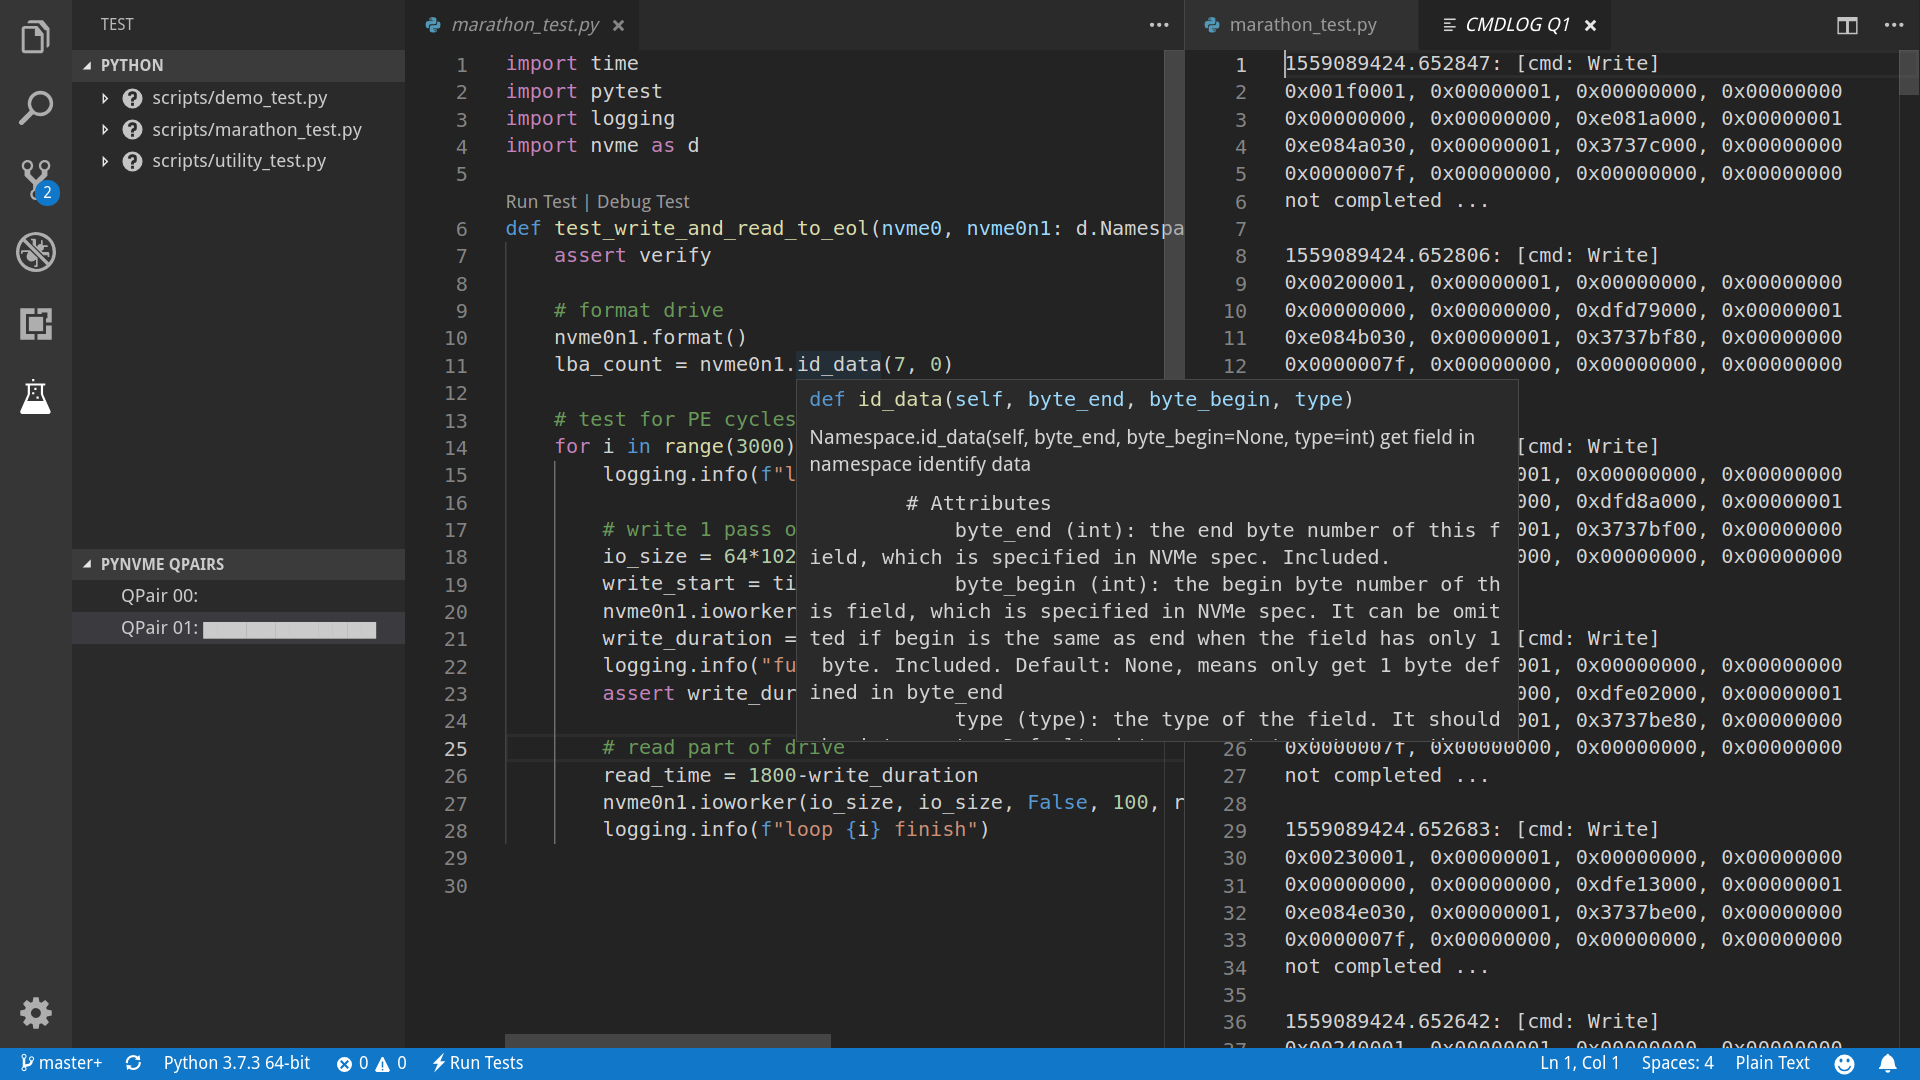 TEST
PYTHON
scripts/demo_test.py
scripts/marathon_test.py
scripts/utility_test.py
2
PYNVME QPAIRS
QPair 00:
QPair 01:
marathon_test.py
1 import time
2 import pytest
3 import logging
4 import nvme as d
5
Run Test | Debug Test
6 def test_write_and_read_to_eol(nvme0, nvme0n1: d.Namespa
7 assert verify
8
9 # format drive
10 nvme0n1.format()
11 lba_count = nvme0n1.id_data(7, 0)
12
13 # test for PE cycles
14 for i in range(3000)
15 logging.info(f"l
16
17 # write 1 pass o
18 io_size = 64*102
19 write_start = ti
20 nvme0n1.ioworker
21 write_duration =
22 logging.info("fu
23 assert write_dur
24
25 # read part of drive
26 read_time = 1800-write_duration
27 nvme0n1.ioworker(io_size, io_size, False, 100, r
28 logging.info(f"loop {i} finish")
29
30
def id_data(self, byte_end, byte_begin, type)
Namespace.id_data(self, byte_end, byte_begin=None, type=int) get field in
namespace identify data
# Attributes
byte_end (int): the end byte number of this f
ield, which is specified in NVMe spec. Included.
byte_begin (int): the begin byte number of th
is field, which is specified in NVMe spec. It can be omit
ted if begin is the same as end when the field has only 1
byte. Included. Default: None, means only get 1 byte def
ined in byte_end
type (type): the type of the field. It should
marathon_test.py
CMDLOG Q1
1 1559089424.652847: [cmd: Write]
2 0x001f0001, 0x00000001, 0x00000000, 0x00000000
3 0x00000000, 0x00000000, 0xe081a000, 0x00000001
4 0xe084a030, 0x00000001, 0x3737c000, 0x00000000
5 0x0000007f, 0x00000000, 0x00000000, 0x00000000
6 not completed ...
7
8 1559089424.652806: [cmd: Write]
9 0x00200001, 0x00000001, 0x00000000, 0x00000000
10 0x00000000, 0x00000000, 0xdfd79000, 0x00000001
11 0xe084b030, 0x00000001, 0x3737bf80, 0x00000000
12 0x0000007f, 0x00000000, 0x00000000, 0x00000000
[cmd: Write]
001, 0x00000000, 0x00000000
000, 0xdfd8a000, 0x00000001
001, 0x3737bf00, 0x00000000
000, 0x00000000, 0x00000000
[cmd: Write]
001, 0x00000000, 0x00000000
000, 0xdfe02000, 0x00000001
001, 0x3737be80, 0x00000000
26 0x0000007f, 0x00000000, 0x00000000, 0x00000000
27 not completed ...
28
29 1559089424.652683: [cmd: Write]
30 0x00230001, 0x00000001, 0x00000000, 0x00000000
31 0x00000000, 0x00000000, 0xdfe13000, 0x00000001
32 0xe084e030, 0x00000001, 0x3737be00, 0x00000000
33 0x0000007f, 0x00000000, 0x00000000, 0x00000000
34 not completed ...
35
36 1559089424.652642: [cmd: Write]
37 0x00240001, 0x00000001, 0x00000000, 0x00000000
master+
Python 3.7.3 64-bit
0
0
Run Tests
Ln 1, Col 1
Spaces: 4
Plain Text